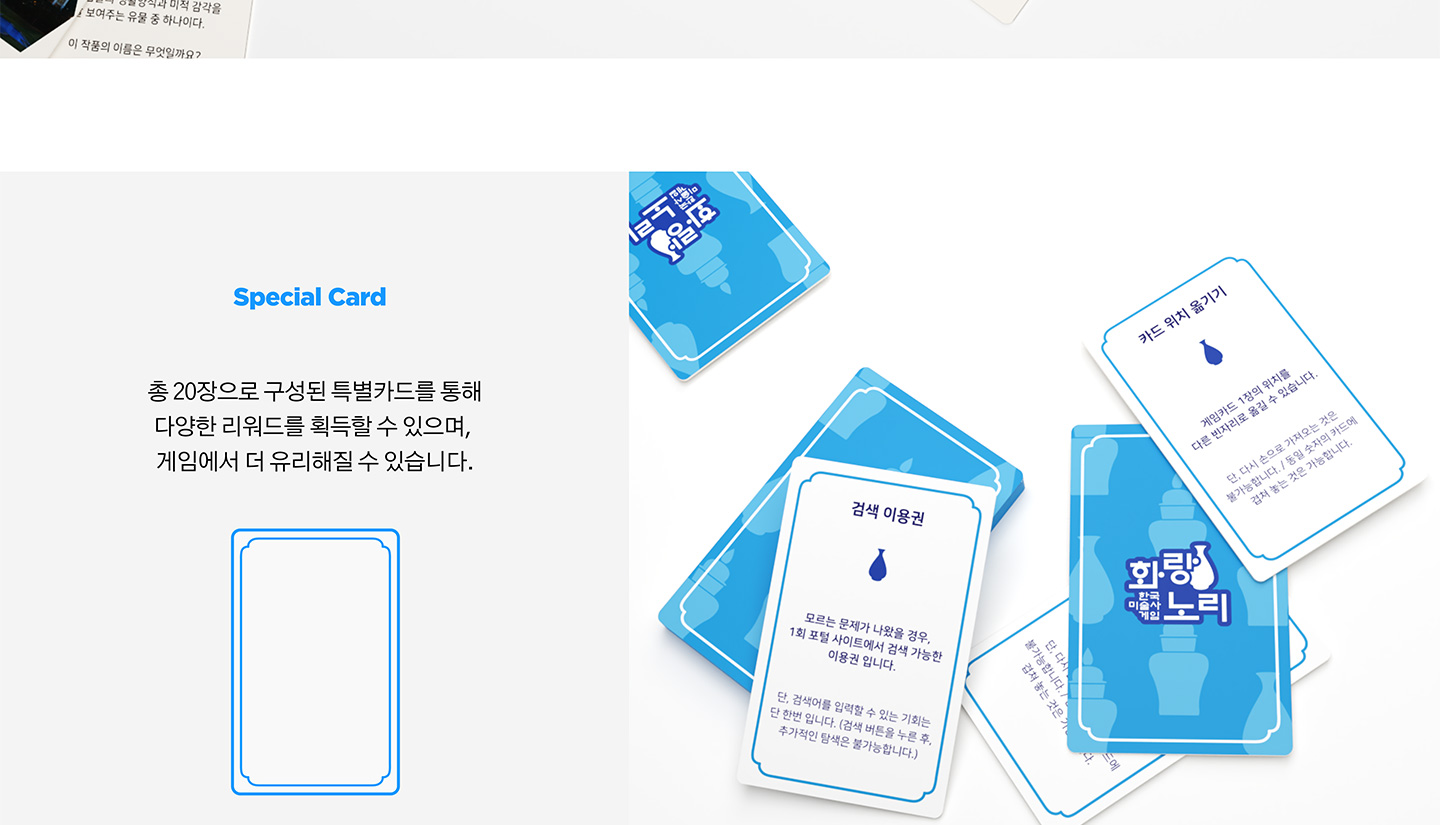 생활양식과 미적 감각을
보여주는 유물 중 하나이다.
이 작품의 이름은 무엇일까요?
Special Card
총 20장으로 구성된 특별카드를 통해
다양한 리워드를 획득할 수 있으며,
게임에서 더 유리해질 수 있습니다.
화랑
노리
한국
미술사
게임
카드 위치 옮기기
게임카드 1장의 위치를
다른 빈자리로 옮길 수 있습니다.
단, 다시 손으로 가져오는 것은
불가능합니다. / 동일 숫자의 카드에
겹쳐 놓는 것은 가능합니다.
검색 이용권
모르는 문제가 나왔을 경우,
1회 포털 사이트에서 검색 가능한
이용권 입니다.
단, 검색어를 입력할 수 있는 기회는
단 한번 입니다. (검색 버튼을 누른 후,
추가적인 탐색은 불가능합니다.)
화랑
한국
미술사
게임
노리
단, 다시
불가능합니다. /
겹쳐 놓는 것은